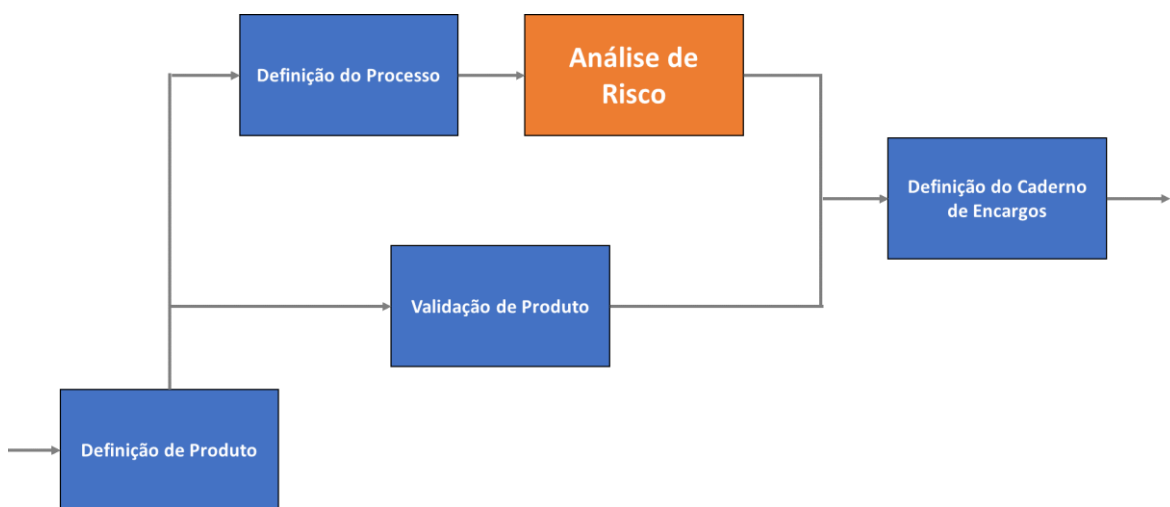 Definição do Processo
Análise de
Risco
Definição do Caderno
de Encargos
Validação de Produto
Definição de Produto